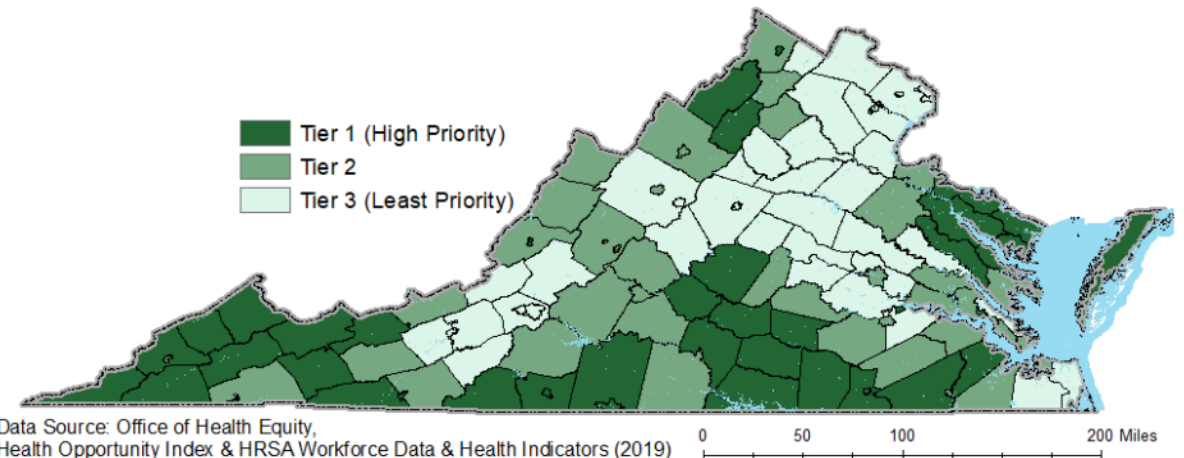 Tier 1 (High Priority)
Tier 2
Tier 3 (Least Priority)
Data Source: Office of Health Equity,
Health Opportunity Index & HRSA Workforce Data & Health Indicators (2019)
0 50 100 200 Miles